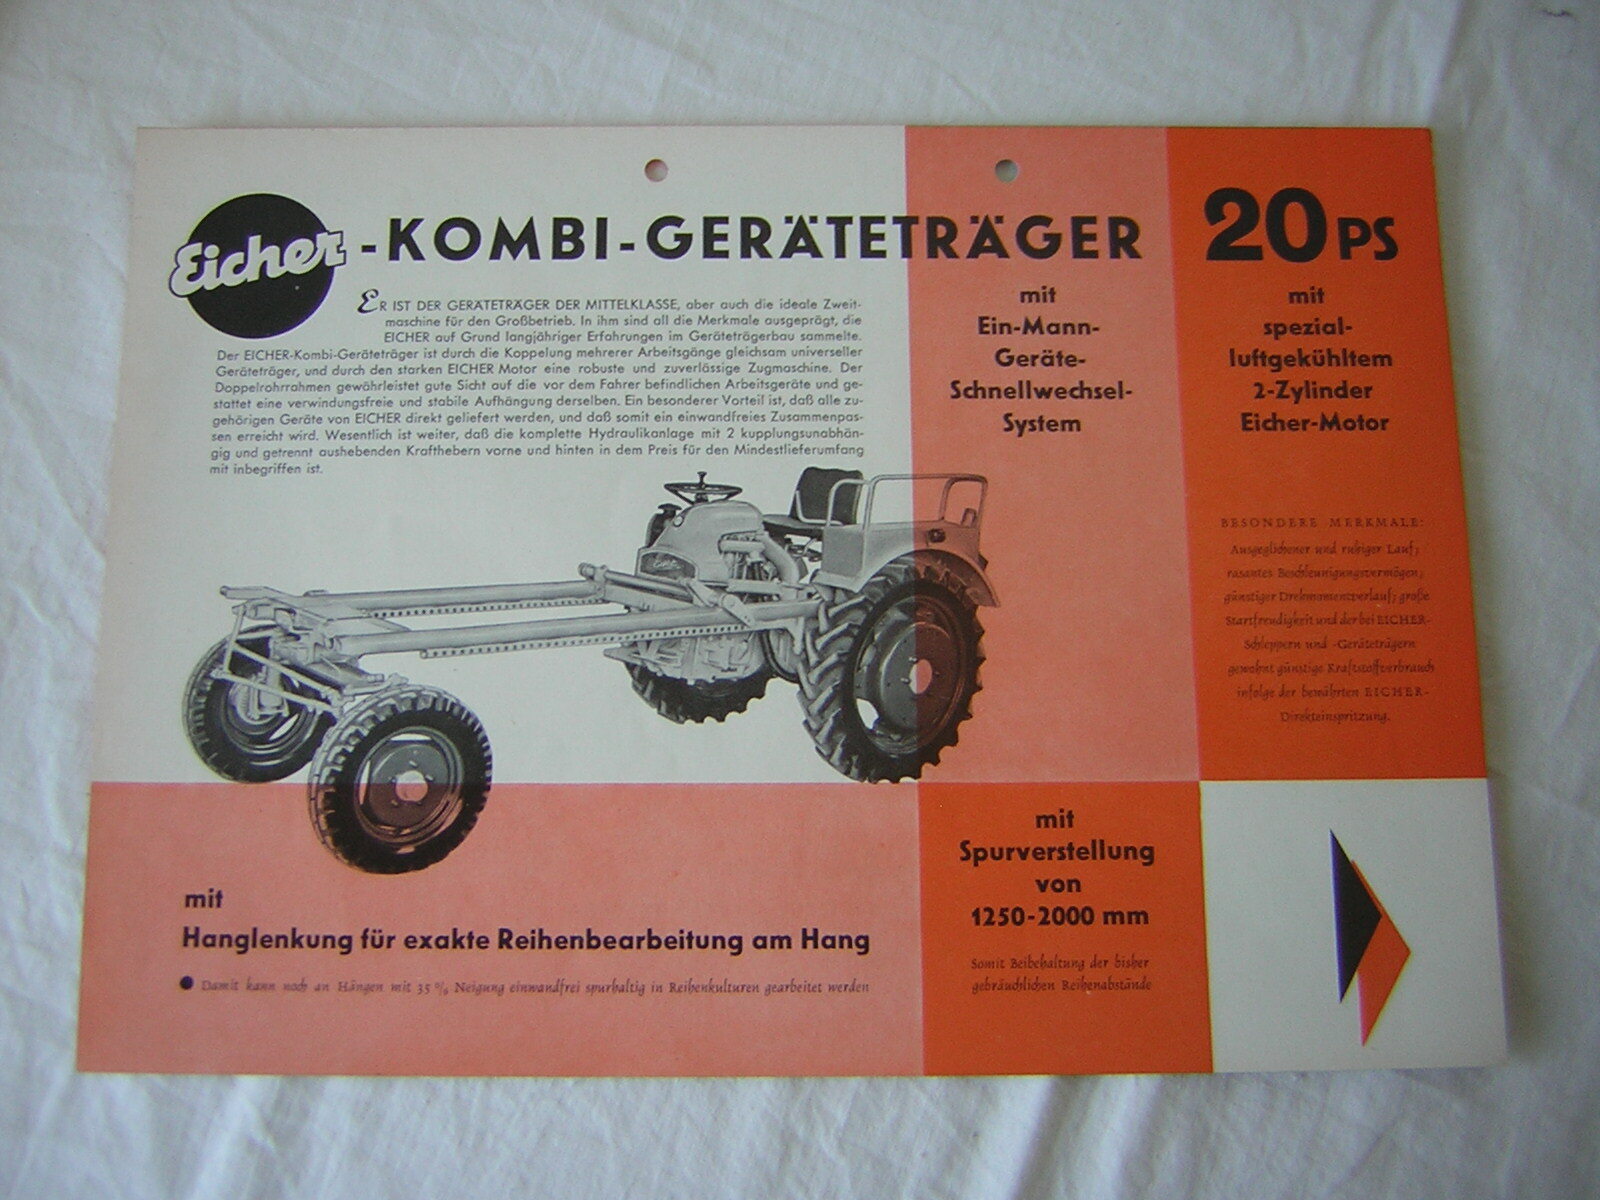 Eicher-KOMBI-GERÄTETRÄGER
20 PS
ER IST DER GERÄTETRÄGER DER MITTELKLASSE, aber auch die ideale Zweit-
maschine für den Großbetrieb. In ihm sind all die Merkmale ausgeprägt, die
EICHER auf Grund langjähriger Erfahrungen im Geräteträgerbau sammelte.
Der EICHER-Kombi-Geräteträger ist durch die Koppelung mehrerer Arbeitsgänge gleichsam universeller
Geräteträger, und durch den starken EICHER Motor eine robuste und zuverlässige Zugmaschine. Der
Doppelrohrrahmen gewährleistet gute Sicht auf die vor dem Fahrer befindlichen Arbeitsgeräte und ge-
stattet eine verwindungsfreie und stabile Aufhängung derselben. Ein besonderer Vorteil ist, daß alle zu-
gehörigen Geräte von EICHER direkt geliefert werden, und daß somit ein einwandfreies Zusammenpas-
sen erreicht wird. Wesentlich ist weiter, daß die komplette Hydraulikanlage mit 2 kupplungsunabhän-
gig und getrennt aushebenden Krafthebern vorne und hinten in dem Preis für den Mindestlieferumfang
mit inbegriffen ist.
mit
Ein-Mann-
Geräte-
Schnellwechsel-
System
mit
spezial-
luftgekühltem
2-Zylinder
Eicher-Motor
BESONDERE MERKMALE:
Ausgeglichener und ruhiger Lauf;
rasantes Beschleunigungsvermögen;
günstiger Drehmomentverlauf; große
Startfreudigkeit und der bei EICHER-
Schleppern und -Geräteträgern
gewohnt günstige Kraftstoffverbrauch
infolge der bewährten EICHER-
Direkteinspritzung.
Eicher
mit
Hanglenkung für exakte Reihenbearbeitung am Hang
● Damit kann noch an Hängen mit 35 % Neigung einwandfrei spurhaltig in Reihenkulturen gearbeitet werden
mit
Spurverstellung
von
1250-2000 mm
Somit Beibehaltung der bisher
gebräuchlichen Reihenabstände